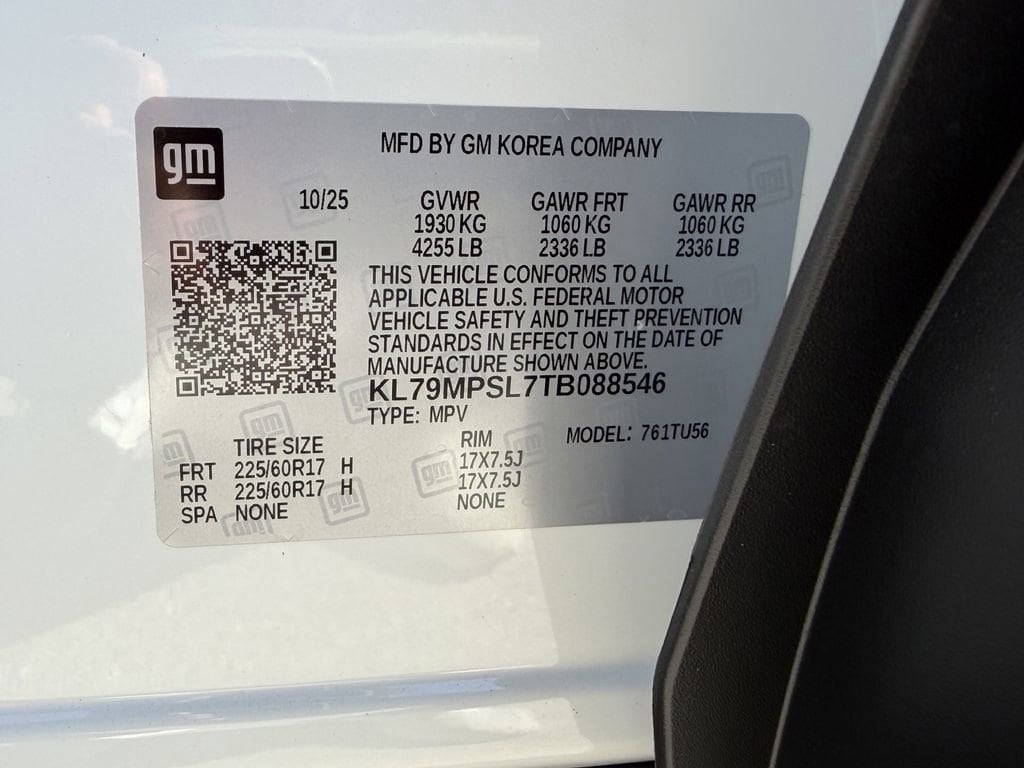 gm
MFD BY GM KOREA COMPANY
10/25 GVWR GAWR FRT GAWR RR
1930 KG 1060 KG 1060 KG
4255 LB 2336 LB 2336 LB
THIS VEHICLE CONFORMS TO ALL
APPLICABLE U.S. FEDERAL MOTOR
VEHICLE SAFETY AND THEFT PREVENTION
STANDARDS IN EFFECT ON THE DATE OF
MANUFACTURE SHOWN ABOVE.
KL79MPSL7TB088546
TYPE: MPV
MODEL: 761TU56
TIRE SIZE RIM
FRT 225/60R17 H 17X7.5J
RR 225/60R17 H 17X7.5J
SPA NONE NONE